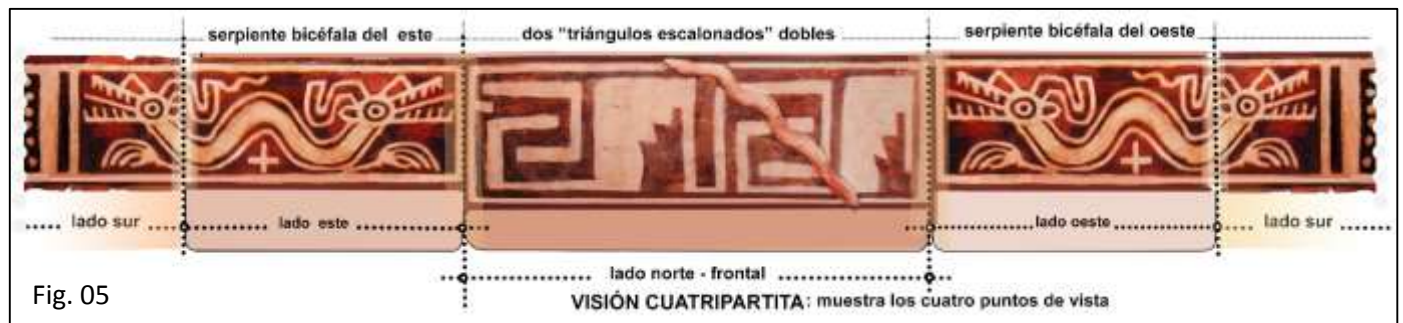 serpiente bicéfala del este
dos "triángulos escalonados" dobles
serpiente bicéfala del oeste
lado sur
lado este
lado oeste
lado sur
lado norte - frontal
Fig. 05
VISIÓN CUATRIPARTITA: muestra los cuatro puntos de vista